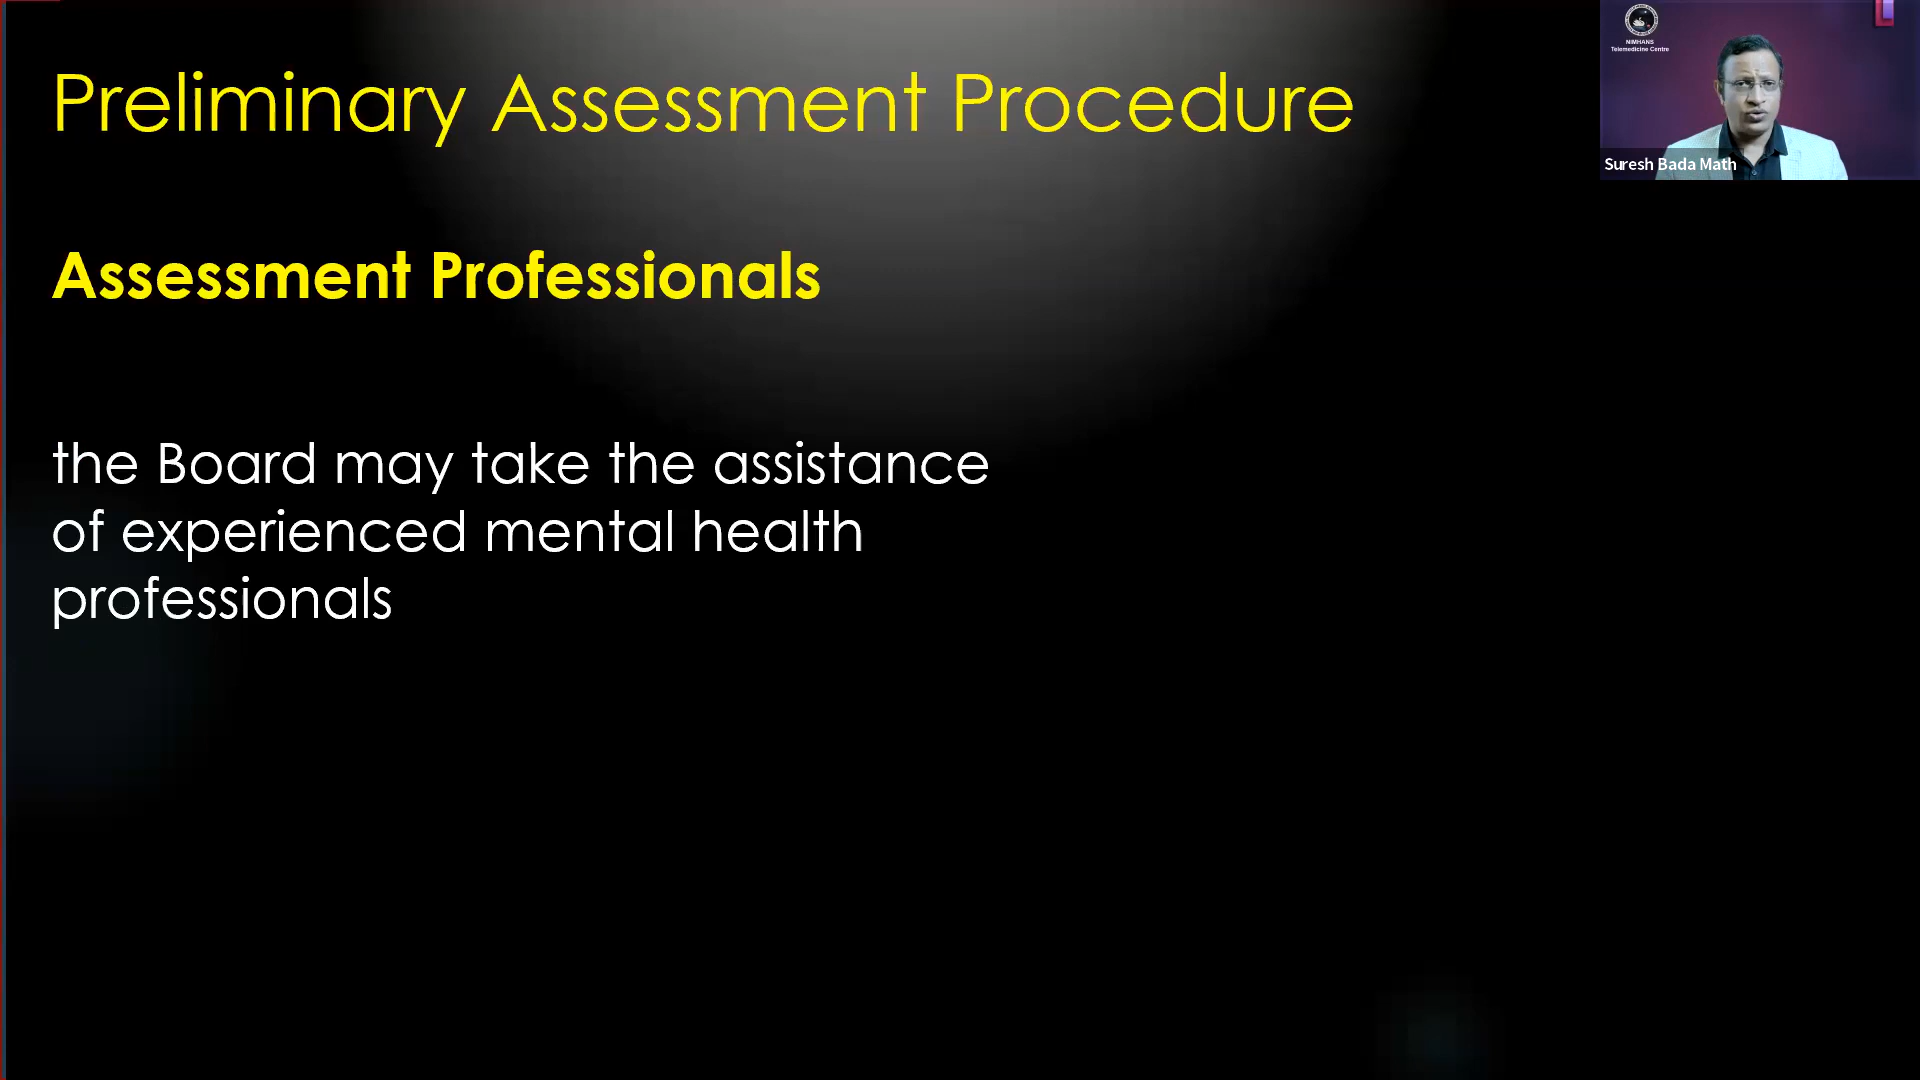 Preliminary Assessment Procedure
Assessment Professionals
the Board may take the assistance
of experienced mental health
professionals
NIMHANS
Telemedicine Centre
Suresh Bada Math